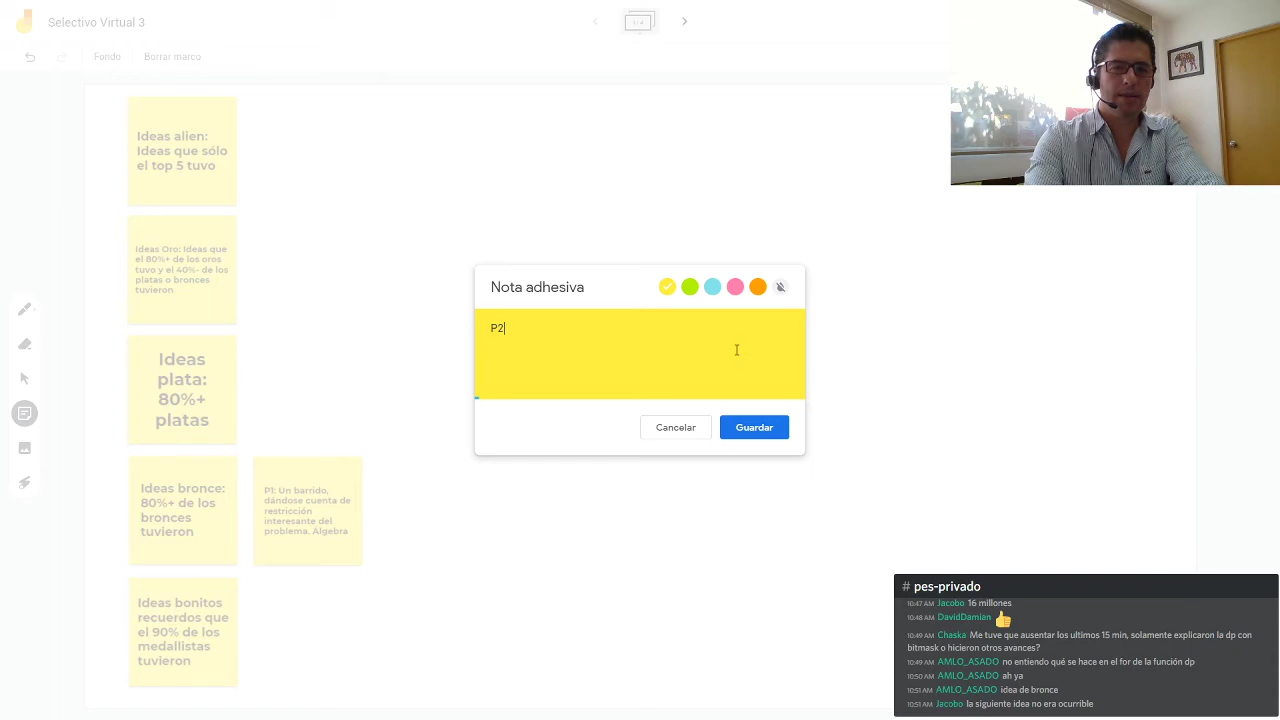 Selectivo Virtual 3
1 / 4
Fondo
Borrar marco
Ideas alien:
Ideas que sólo
el top 5 tuvo
Ideas Oro: Ideas que
el 80%+ de los oros
tuvo y el 40%- de los
platas o bronces
tuvieron
Ideas
plata:
80%+
platas
Ideas bronce:
80%+ de los
bronces
tuvieron
P1: Un barrido,
dándose cuenta de
restricción
interesante del
problema. Algebra
Ideas bonitos
recuerdos que
el 90% de los
medallistas
tuvieron
Nota adhesiva
P2
Cancelar
Guardar
# pes-privado
10:47 AM Jacobo 16 millones
10:48 AM DavidDamian
10:49 AM Chaska Me tuve que ausentar los ultimos 15 min, solamente explicaron la dp con
bitmask o hicieron otros avances?
10:49 AM AMLO_ASADO no entiendo qué se hace en el for de la función dp
10:50 AM AMLO_ASADO ah ya
10:51 AM AMLO_ASADO idea de bronce
10:51 AM Jacobo la siguiente idea no era ocurrible